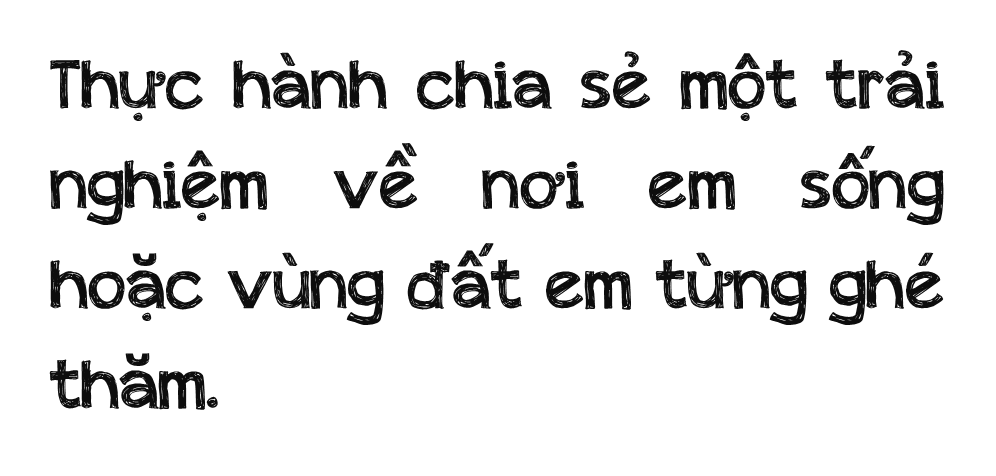 Thực hành chia sẻ một trải
nghiệm về nơi em sống
hoặc vùng đất em từng ghé
thăm.